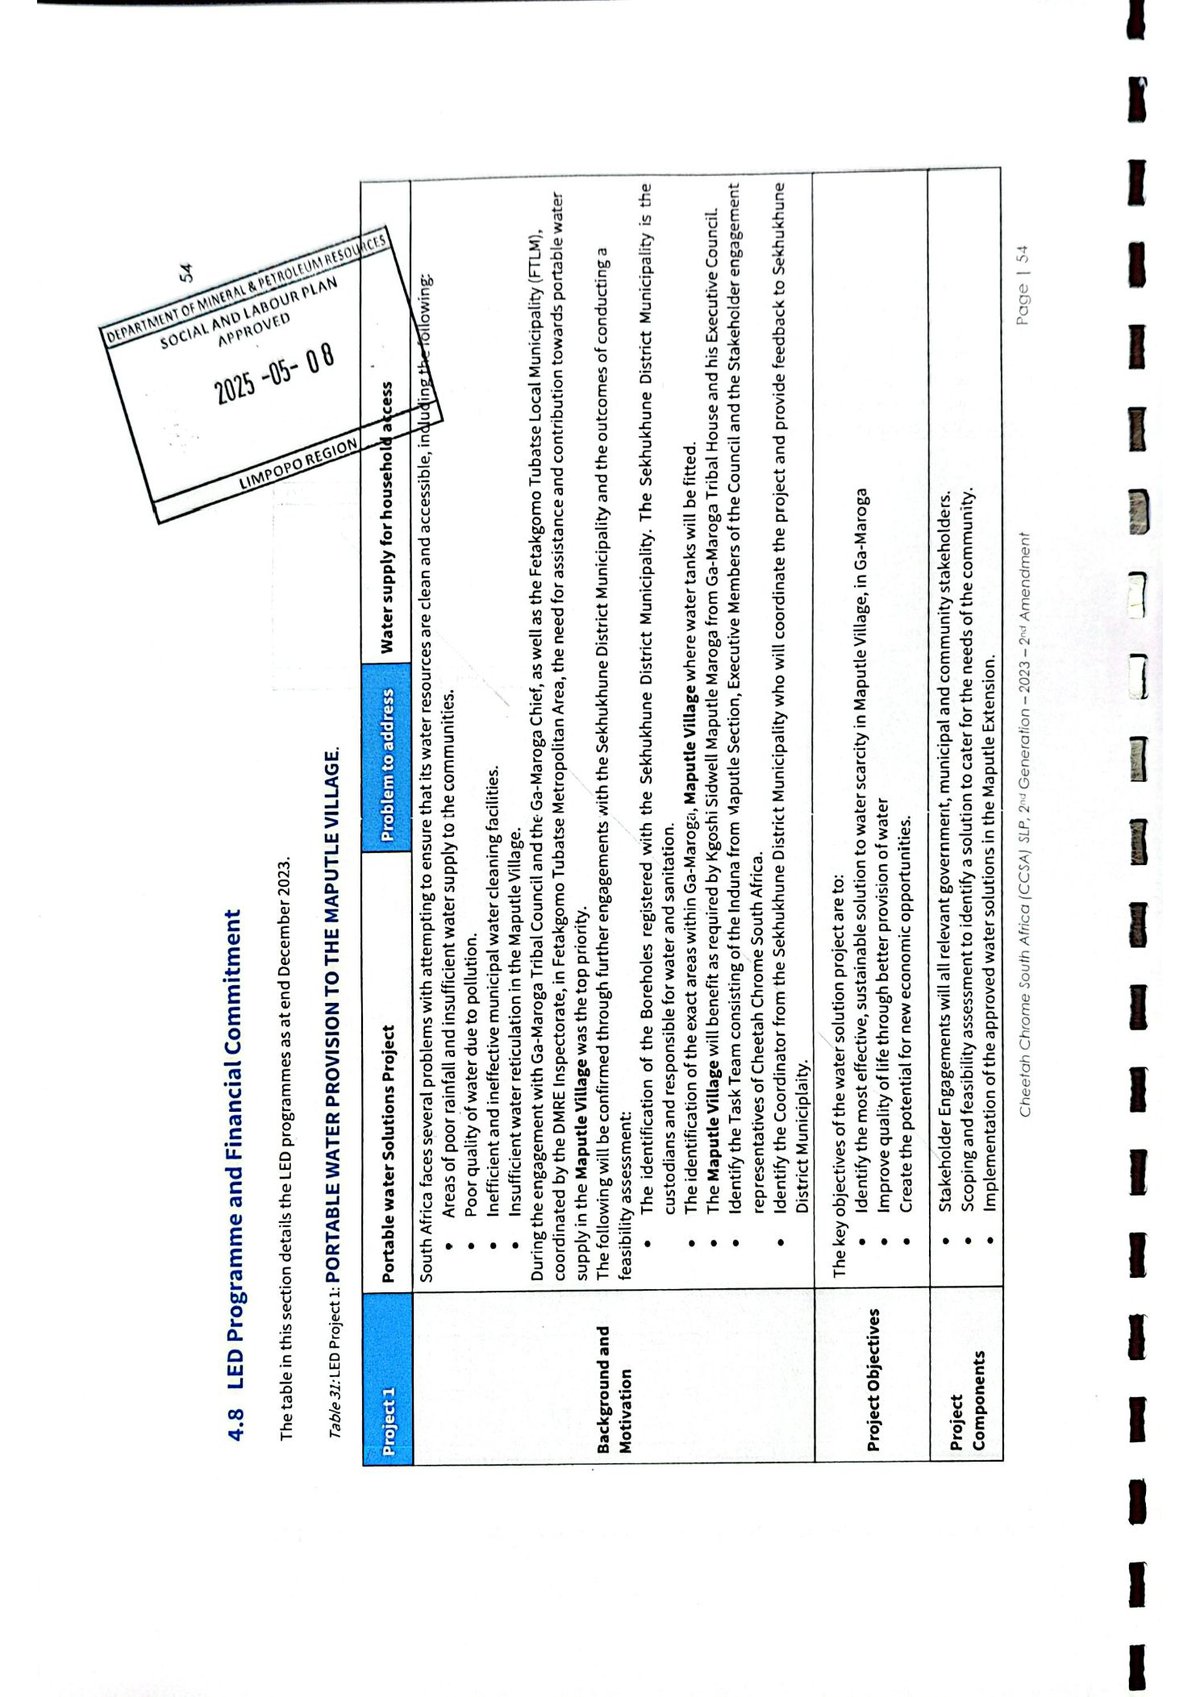 54
DEPARTMENT OF MINERAL & PETROLEUM RESOURCES
SOCIAL AND LABOUR PLAN
APPROVED
2025 -05- 08
LIMPOPO REGION
4.8 LED Programme and Financial Commitment
The table in this section details the LED programmes as at end December 2023.
Table 31: LED Project 1: PORTABLE WATER PROVISION TO THE MAPUTLE VILLAGE.
Project 1
Portable water Solutions Project
Problem to address
Water supply for household access
Background and
Motivation
South Africa faces several problems with attempting to ensure that its water resources are clean and accessible, including the following:
• Areas of poor rainfall and insufficient water supply to the communities.
• Poor quality of water due to pollution.
• Inefficient and ineffective municipal water cleaning facilities.
• Insufficient water reticulation in the Maputle Village.
During the engagement with Ga-Maroga Tribal Council and the Ga-Maroga Chief, as well as the Fetakgomo Tubatse Local Municipality (FTLM),
coordinated by the DMRE Inspectorate, in Fetakgomo Tubatse Metropolitan Area, the need for assistance and contribution towards portable water
supply in the Maputle Village was the top priority.
The following will be confirmed through further engagements with the Sekhukhune District Municipality and the outcomes of conducting a
feasibility assessment:
• The identification of the Boreholes registered with the Sekhukhune District Municipality. The Sekhukhune District Municipality is the
custodians and responsible for water and sanitation.
• The identification of the exact areas within Ga-Maroga, Maputle Village where water tanks will be fitted.
• The Maputle Village will benefit as required by Kgoshi Sidwell Maputle Maroga from Ga-Maroga Tribal House and his Executive Council.
• Identify the Task Team consisting of the Induna from Maputle Section, Executive Members of the Council and the Stakeholder engagement
representatives of Cheetah Chrome South Africa.
• Identify the Coordinator from the Sekhukhune District Municipality who will coordinate the project and provide feedback to Sekhukhune
District Municiplaity.
Project Objectives
The key objectives of the water solution project are to:
• Identify the most effective, sustainable solution to water scarcity in Maputle Village, in Ga-Maroga
• Improve quality of life through better provision of water
• Create the potential for new economic opportunities.
Project
Components
• Stakeholder Engagements will all relevant government, municipal and community stakeholders.
• Scoping and feasibility assessment to identify a solution to cater for the needs of the community.
• Implementation of the approved water solutions in the Maputle Extension.
Cheetah Chrome South Africa (CCSA) SLP, 2nd Generation – 2023 – 2nd Amendment
Page | 54